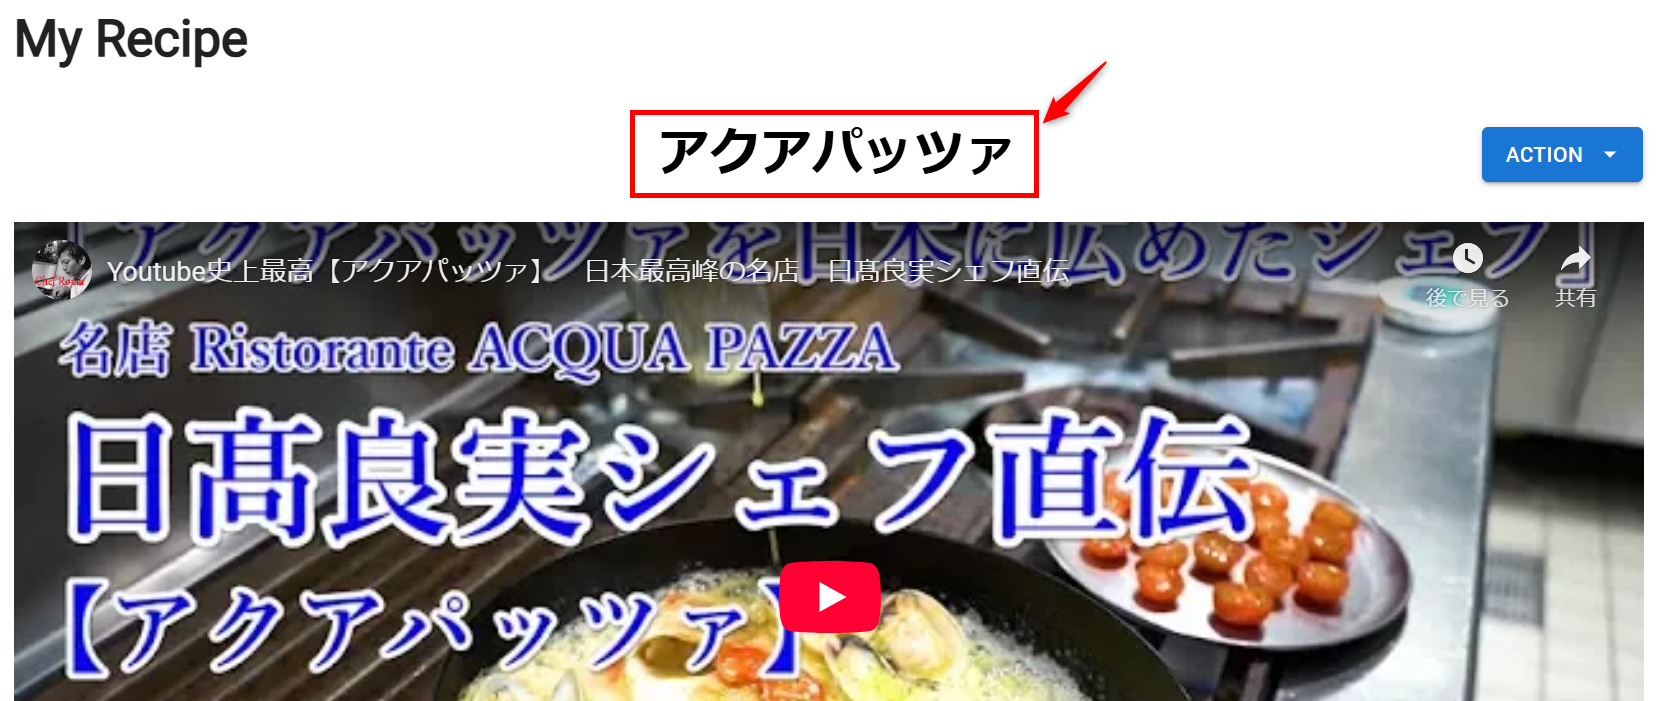 My Recipe
アクアパッツァ
ACTION
「アクアパッツァを日本に広めたシェフ」
Youtube史上最高【アクアパッツァ】 日本最高峰の名店 日髙良実シェフ直伝
後で見る
共有
Chef Ropia
名店 Ristorante ACQUA PAZZA
日髙良実シェフ直伝
【アクアパッツァ】